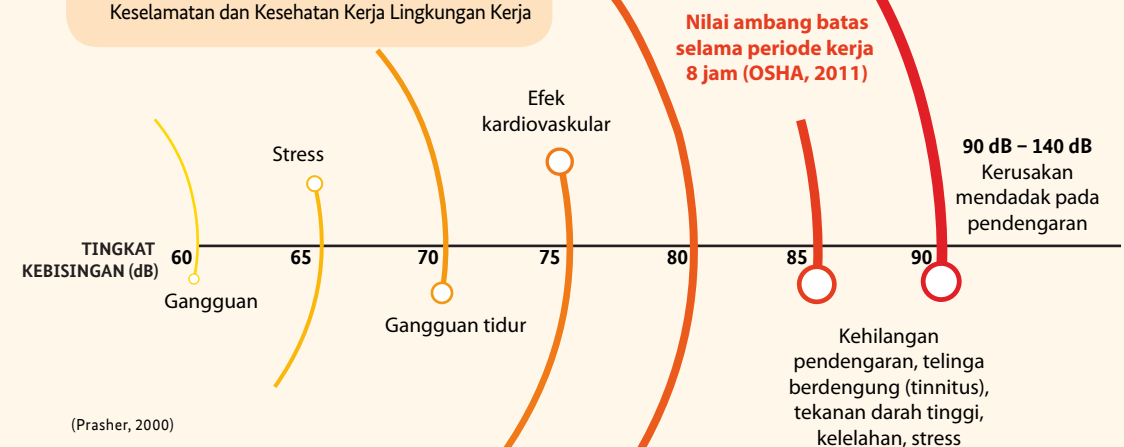 Keselamatan dan Kesehatan Kerja Lingkungan Kerja
Nilai ambang batas
selama periode kerja
8 jam (OSHA, 2011)
Efek
kardiovaskular
Stress
90 dB – 140 dB
Kerusakan
mendadak pada
pendengaran
TINGKAT
KEBISINGAN (dB)
60
65
70
75
80
85
90
Gangguan
Gangguan tidur
Kehilangan
pendengaran, telinga
berdengung (tinnitus),
tekanan darah tinggi,
kelelahan, stress
(Prasher, 2000)